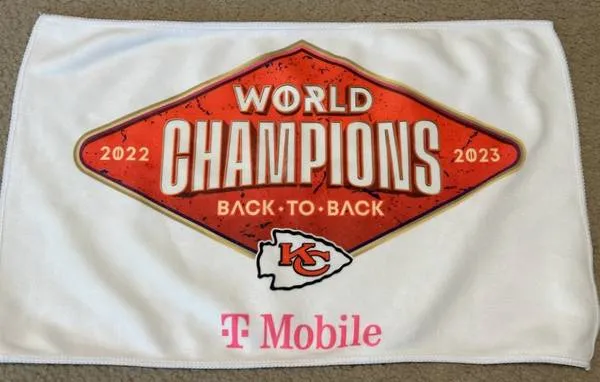 WORLD
2022 CHAMPIONS 2023
BACK·TO·BACK
KC
T Mobile